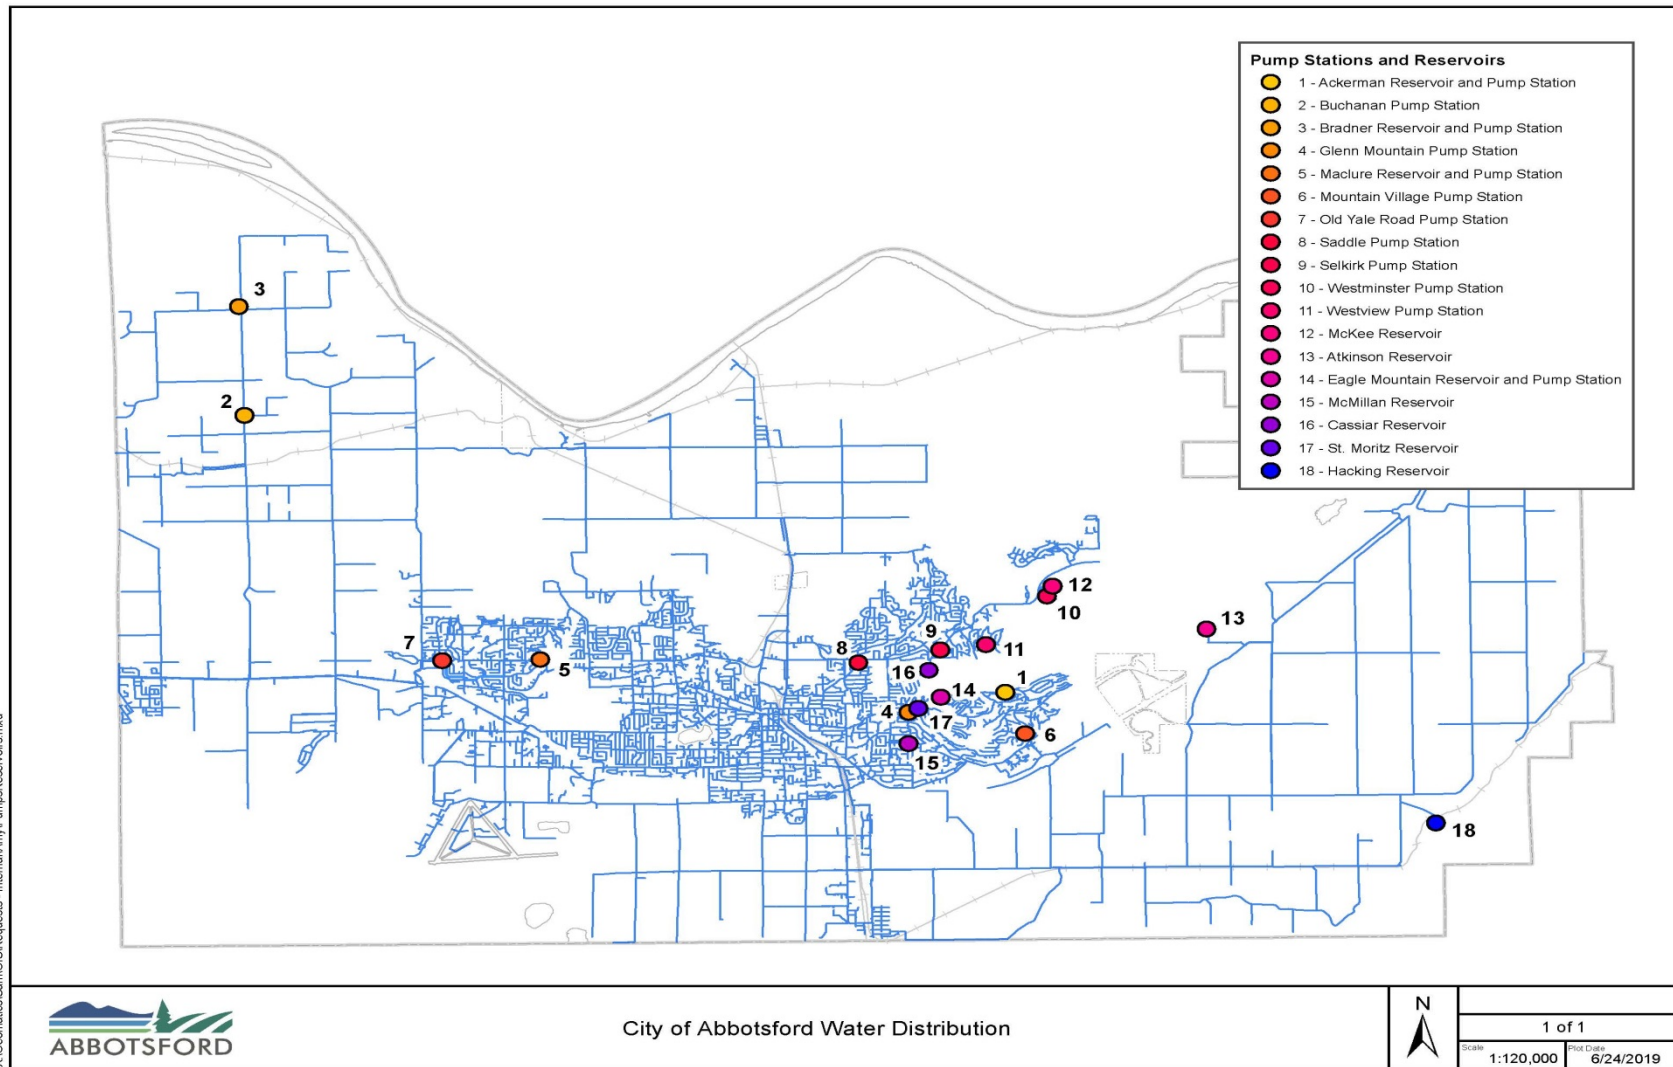 Pump Stations and Reservoirs
1 - Ackerman Reservoir and Pump Station
2 - Buchanan Pump Station
3 - Bradner Reservoir and Pump Station
4 - Glenn Mountain Pump Station
5 - Maclure Reservoir and Pump Station
6 - Mountain Village Pump Station
7 - Old Yale Road Pump Station
8 - Saddle Pump Station
9 - Selkirk Pump Station
10 - Westminster Pump Station
11 - Westview Pump Station
12 - McKee Reservoir
13 - Atkinson Reservoir
14 - Eagle Mountain Reservoir and Pump Station
15 - McMillan Reservoir
16 - Cassiar Reservoir
17 - St. Moritz Reservoir
18 - Hacking Reservoir
3
2
12
10
13
7
5
8
9
11
16
1
14
4
17
6
15
18
ABBOTSFORD
City of Abbotsford Water Distribution
N
1 of 1
Scale
1:120,000
Plot Date
6/24/2019